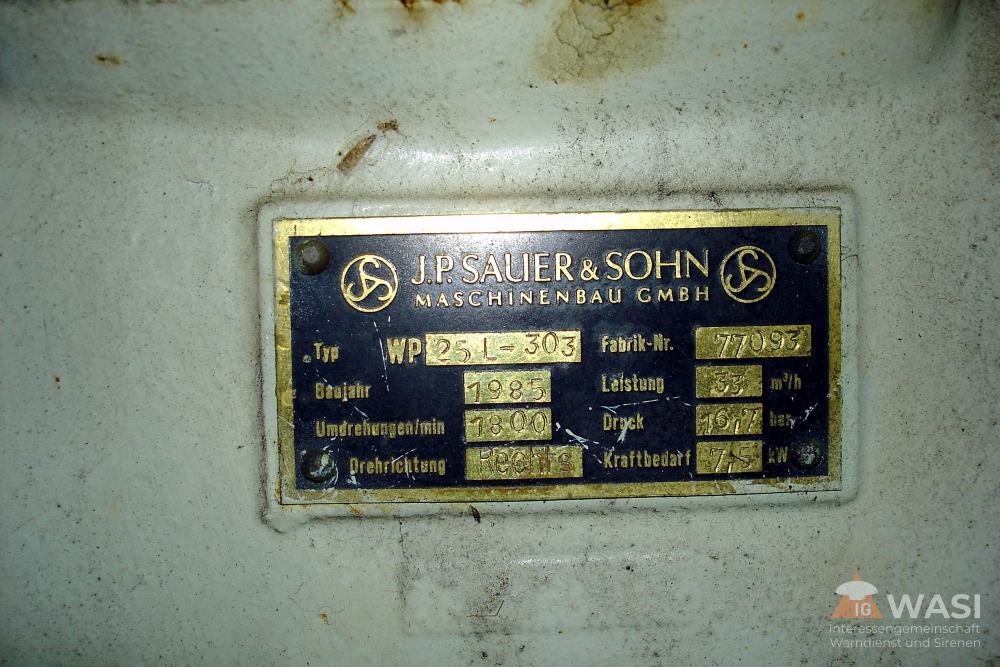 J.P. SAUER & SOHN
MASCHINENBAU GMBH
Typ WP 25 L-303 Fabrik-Nr. 77093
Baujahr 1985 Leistung 33 m³/h
Umdrehungen/min 1800 Druck 16,7 bar
Drehrichtung Rechts Kraftbedarf 7,5 kW
IG WASI
Interessengemeinschaft
Warndienst und Sirenen